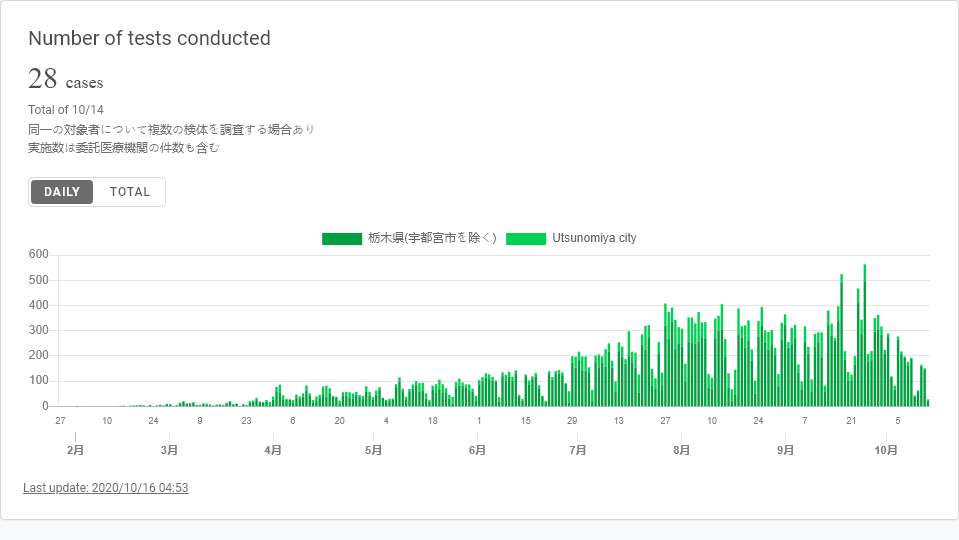 Number of tests conducted
28 cases
Total of 10/14
同一の対象者について複数の検体を調査する場合あり
実施数は委託医療機関の件数も含む
DAILY TOTAL
栃木県(宇都宮市を除く) Utsunomiya city
600
500
400
300
200
100
0
27 10 24 9 23 6 20 4 18 1 15 29 13 27 10 24 7 21 5
2月 3月 4月 5月 6月 7月 8月 9月 10月
Last update: 2020/10/16 04:53